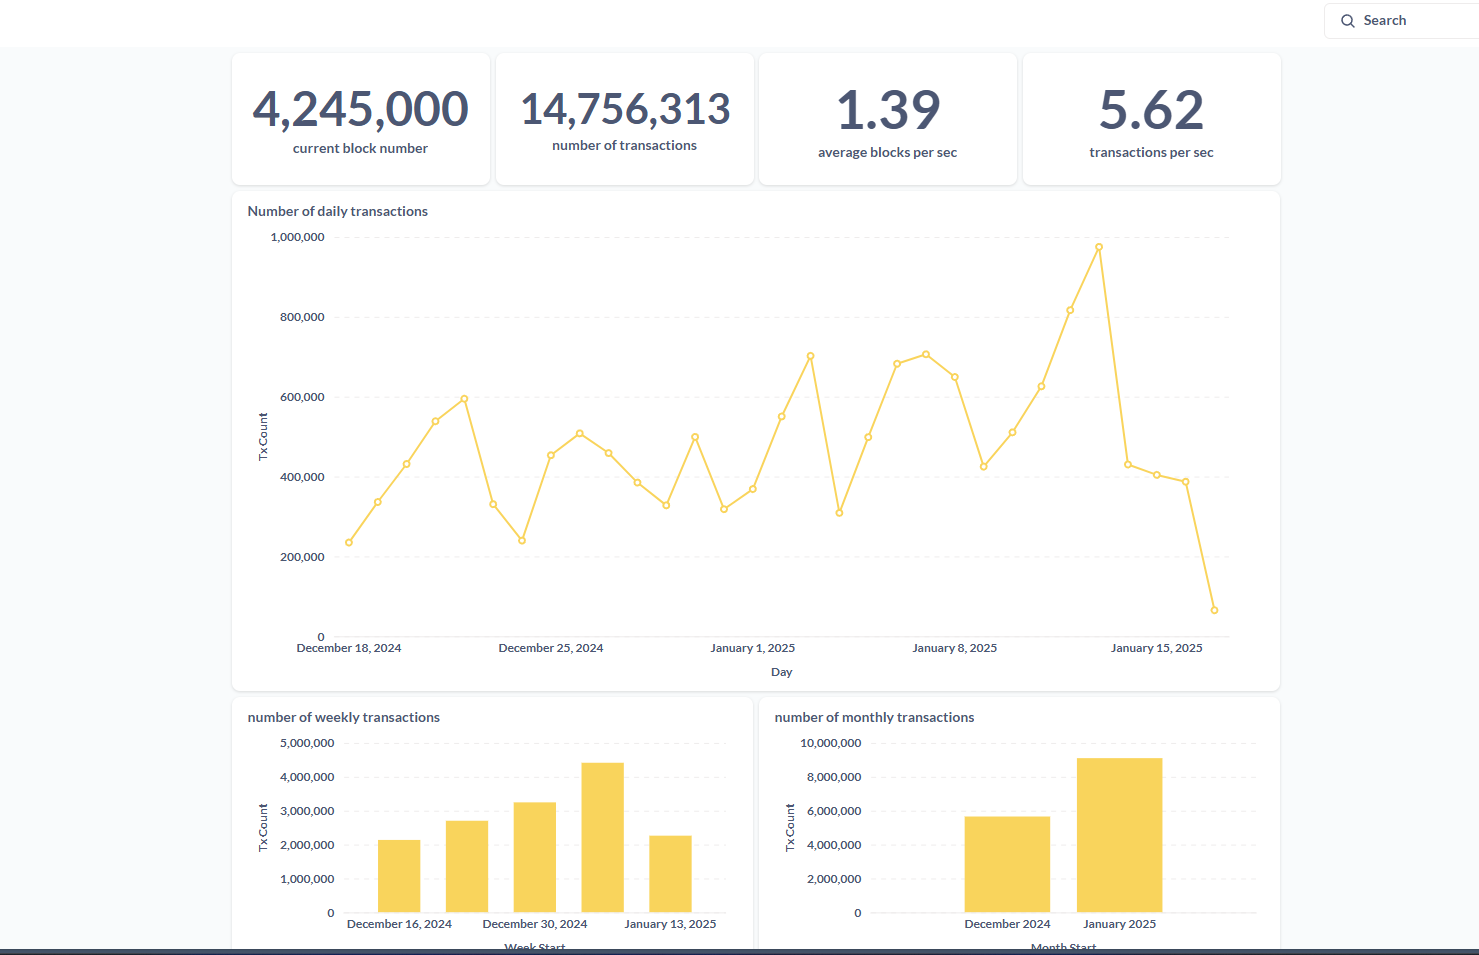 Search
4,245,000
current block number
14,756,313
number of transactions
1.39
average blocks per sec
5.62
transactions per sec
Number of daily transactions
1,000,000
800,000
600,000
400,000
200,000
0
Tx Count
December 18, 2024
December 25, 2024
January 1, 2025
January 8, 2025
January 15, 2025
Day
number of weekly transactions
5,000,000
4,000,000
3,000,000
2,000,000
1,000,000
0
Tx Count
December 16, 2024
December 30, 2024
January 13, 2025
Week Start
number of monthly transactions
10,000,000
8,000,000
6,000,000
4,000,000
2,000,000
0
Tx Count
December 2024
January 2025
Month Start